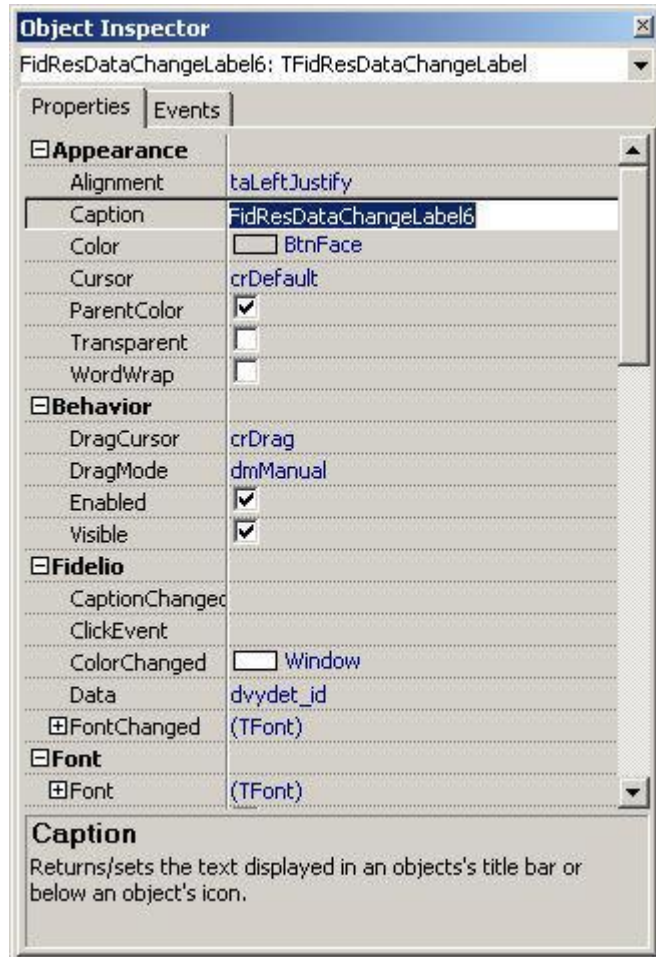 Object Inspector
FidResDataChangeLabel6: TFidResDataChangeLabel
Properties Events
Appearance
Alignment taLeftJustify
Caption FidResDataChangeLabel6
Color BtnFace
Cursor crDefault
ParentColor
Transparent
WordWrap
Behavior
DragCursor crDrag
DragMode dmManual
Enabled
Visible
Fidelio
CaptionChanged
ClickEvent
ColorChanged Window
Data dvydet_id
FontChanged (TFont)
Font
Font (TFont)
Caption
Returns/sets the text displayed in an objects's title bar or
below an object's icon.